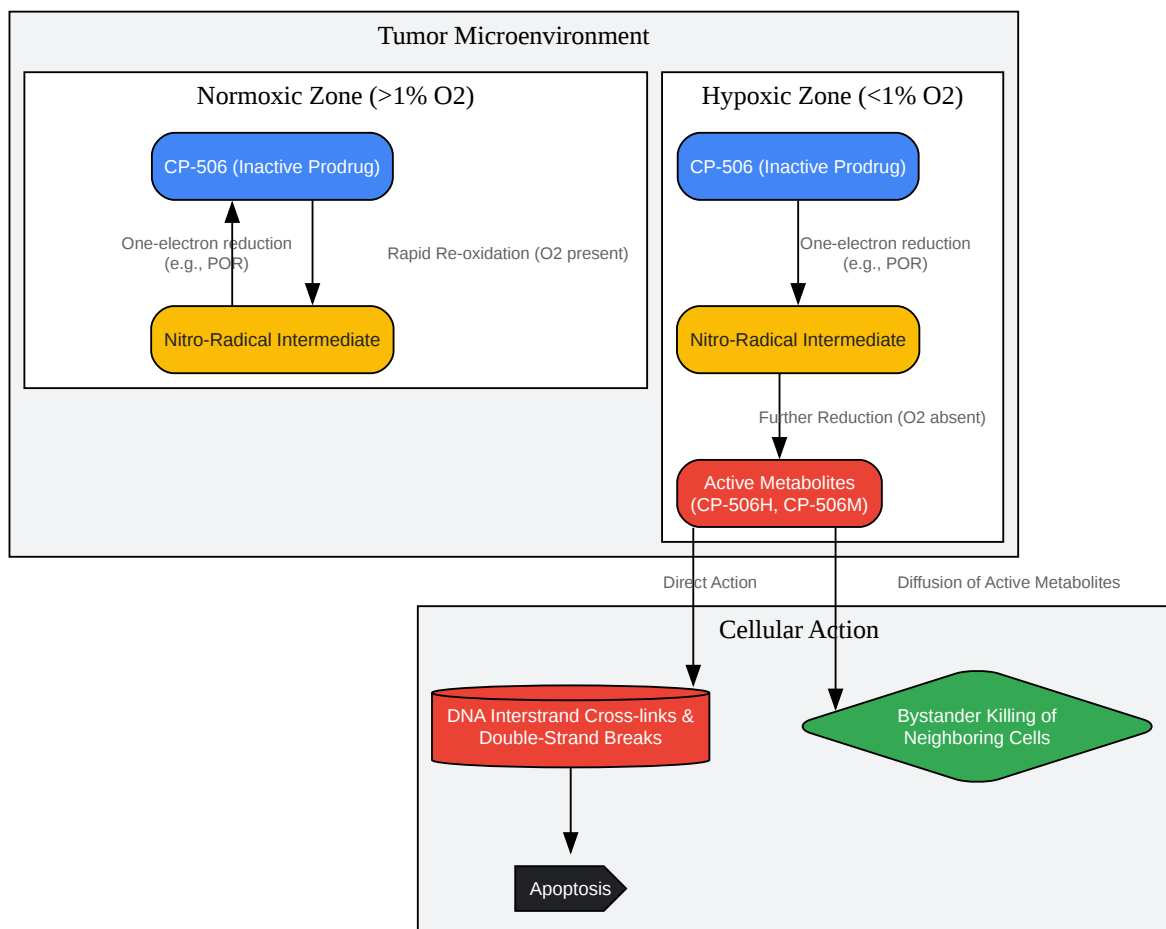 Tumor Microenvironment
Normoxic Zone (>1% O2)
CP-506 (Inactive Prodrug)
One-electron reduction
(e.g., POR)
Rapid Re-oxidation (O2 present)
Nitro-Radical Intermediate
Hypoxic Zone (<1% O2)
CP-506 (Inactive Prodrug)
One-electron reduction
(e.g., POR)
Nitro-Radical Intermediate
Further Reduction (O2 absent)
Active Metabolites
(CP-506H, CP-506M)
Direct Action
Diffusion of Active Metabolites
Cellular Action
DNA Interstrand Cross-links &
Double-Strand Breaks
Bystander Killing of
Neighboring Cells
Apoptosis